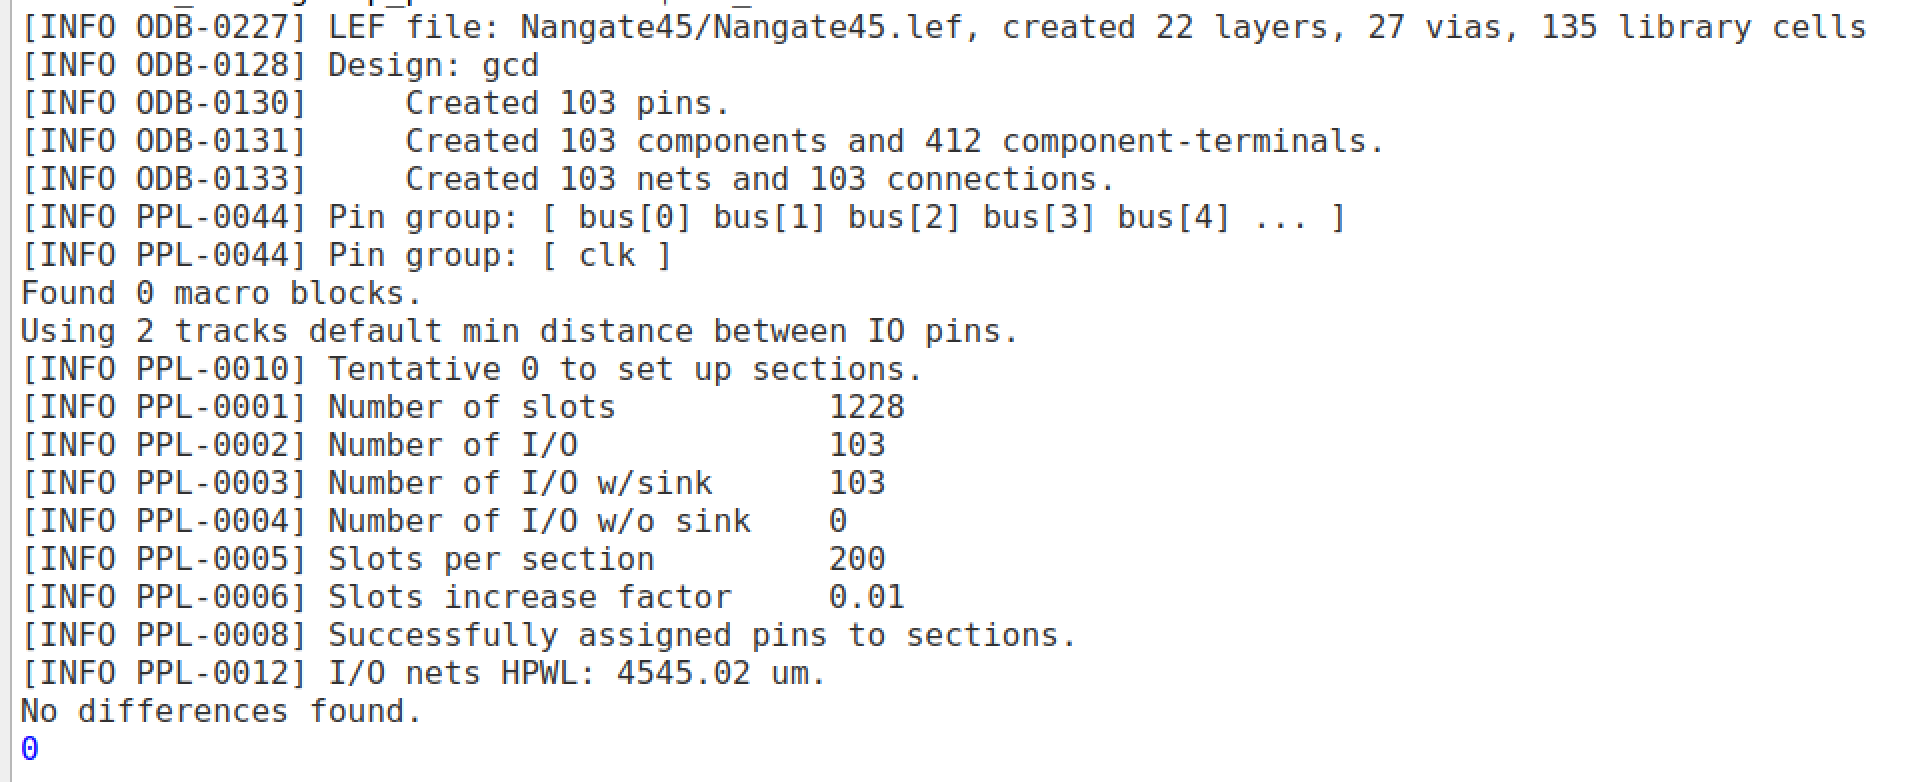 [INFO ODB-0227] LEF file: Nangate45/Nangate45.lef, created 22 layers, 27 vias, 135 library cells
[INFO ODB-0128] Design: gcd
[INFO ODB-0130]     Created 103 pins.
[INFO ODB-0131]     Created 103 components and 412 component-terminals.
[INFO ODB-0133]     Created 103 nets and 103 connections.
[INFO PPL-0044] Pin group: [ bus[0] bus[1] bus[2] bus[3] bus[4] ... ]
[INFO PPL-0044] Pin group: [ clk ]
Found 0 macro blocks.
Using 2 tracks default min distance between IO pins.
[INFO PPL-0010] Tentative 0 to set up sections.
[INFO PPL-0001] Number of slots           1228
[INFO PPL-0002] Number of I/O             103
[INFO PPL-0003] Number of I/O w/sink      103
[INFO PPL-0004] Number of I/O w/o sink    0
[INFO PPL-0005] Slots per section         200
[INFO PPL-0006] Slots increase factor     0.01
[INFO PPL-0008] Successfully assigned pins to sections.
[INFO PPL-0012] I/O nets HPWL: 4545.02 um.
No differences found.
0